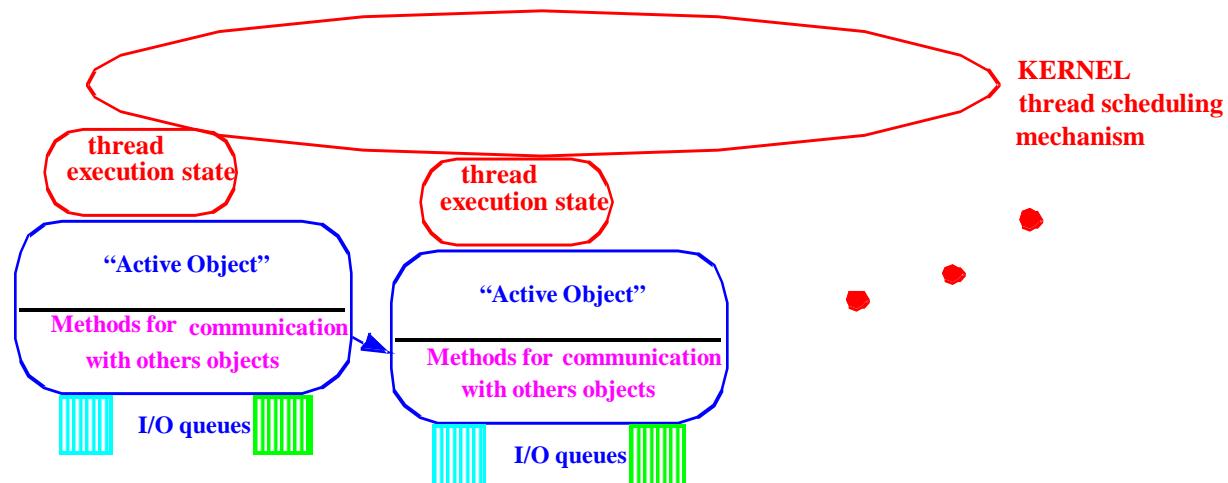 KERNEL
thread scheduling
mechanism
thread
execution state
thread
execution state
“Active Object”
Methods for communication
with others objects
I/O queues
“Active Object”
Methods for communication
with others objects
I/O queues